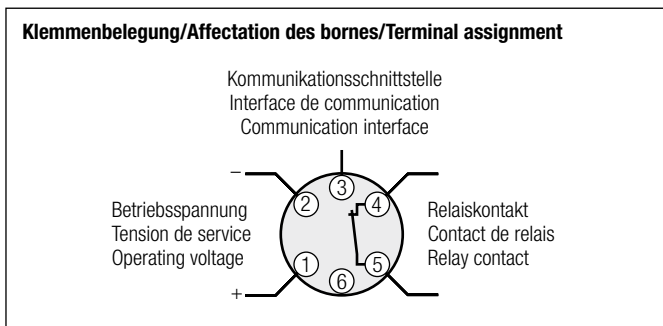 Klemmenbelegung/Affectation des bornes/Terminal assignment
Kommunikationsschnittstelle
Interface de communication
Communication interface
–
3
2
4
Betriebsspannung
Tension de service
Operating voltage
Relaiskontakt
Contact de relais
Relay contact
1
5
6
+